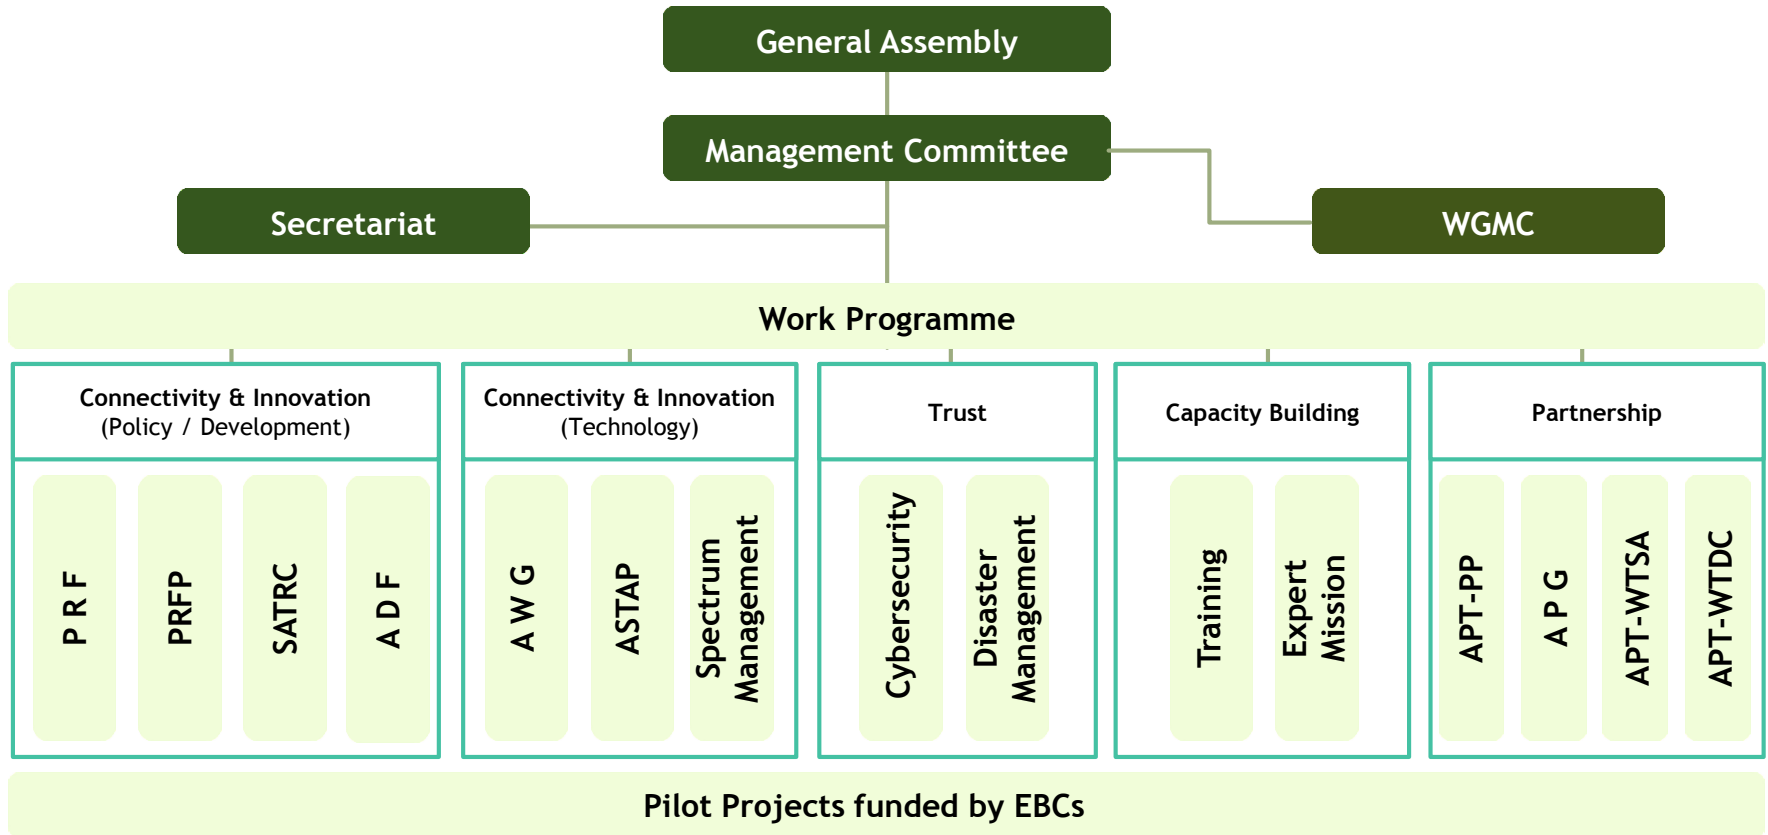 General Assembly
Management Committee
Secretariat
WGMC
Work Programme
Connectivity & Innovation
(Policy / Development)
Connectivity & Innovation
(Technology)
Trust
Capacity Building
Partnership
P R F
PRFP
SATRC
A D F
A W G
ASTAP
Spectrum
Management
Cybersecurity
Disaster
Management
Training
Expert
Mission
APT-PP
A P G
APT-WTSA
APT-WTDC
Pilot Projects funded by EBCs